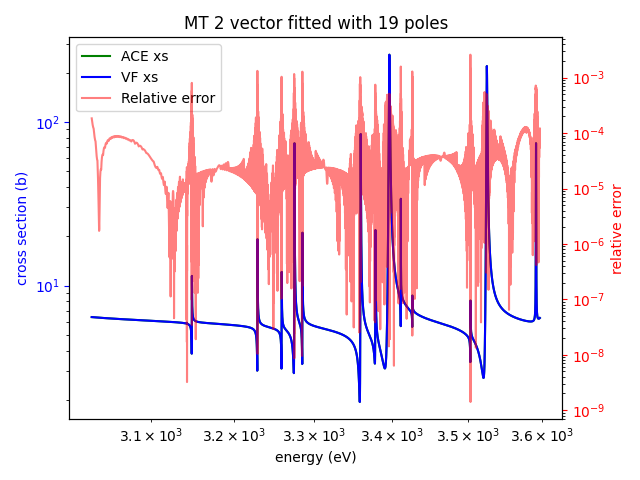 MT 2 vector fitted with 19 poles
ACE xs
VF xs
Relative error
cross section (b)
10²
10¹
relative error
10⁻³
10⁻⁴
10⁻⁵
10⁻⁶
10⁻⁷
10⁻⁸
10⁻⁹
3.1 × 10³ 3.2 × 10³ 3.3 × 10³ 3.4 × 10³ 3.5 × 10³ 3.6 × 10³
energy (eV)